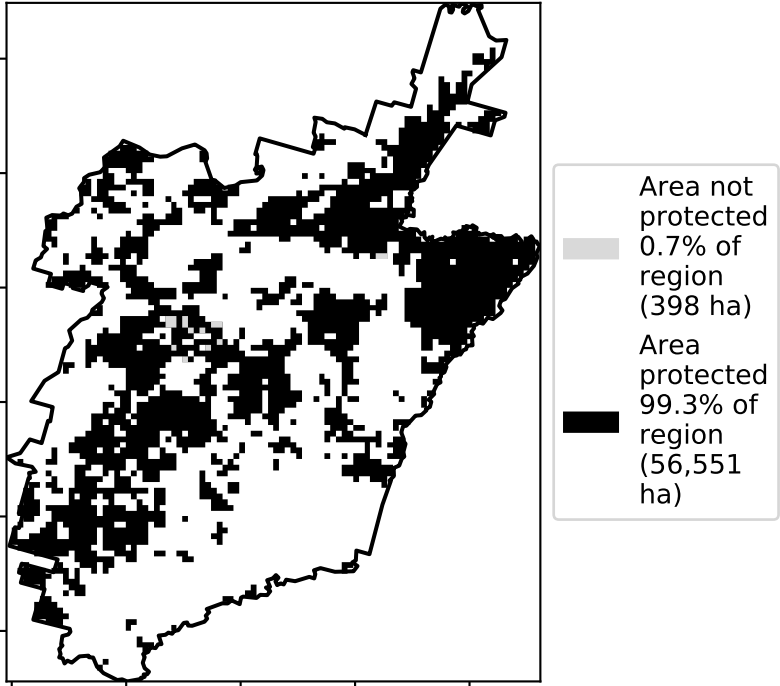 Area not
protected
0.7% of
region
(398 ha)
Area
protected
99.3% of
region
(56,551
ha)